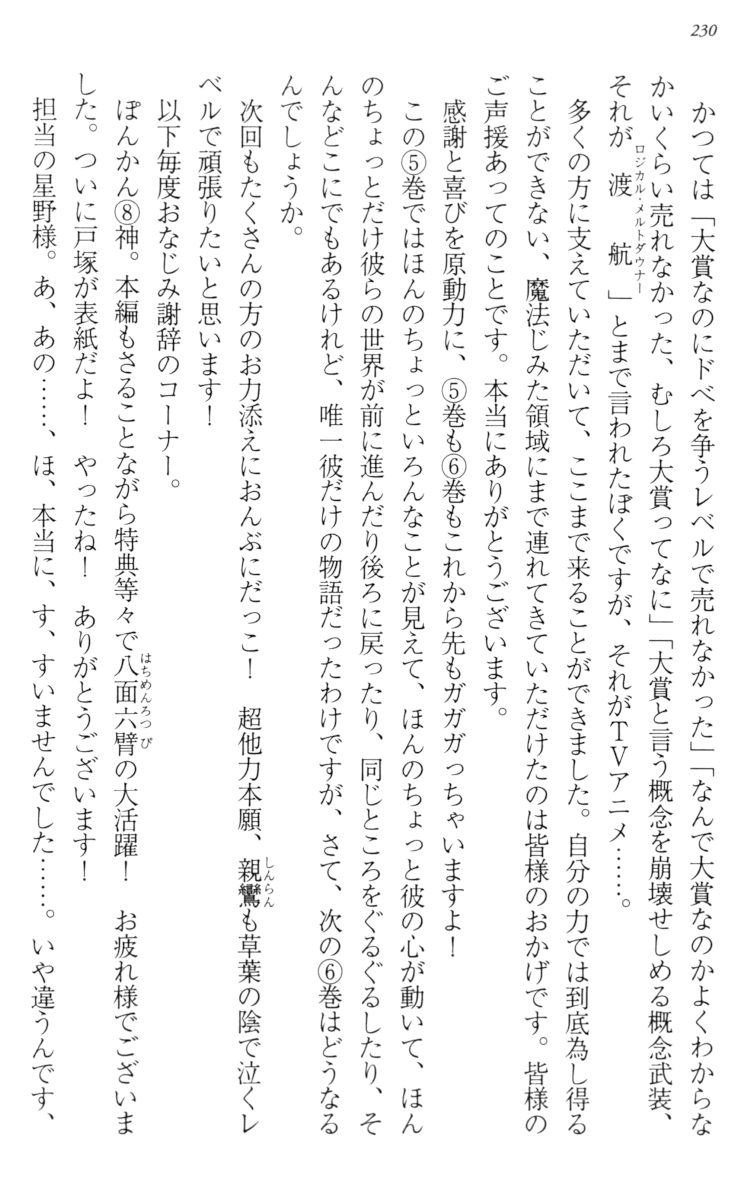 230
かつては「大賞なのにドベを争うレベルで売れなかった」「なんで大賞なのかよくわからな
かいくらい売れなかった、むしろ大賞ってなに」「大賞と言う概念を崩壊せしめる概念武装、
それが渡航ロジカル・メルトダウナー」とまで言われたぼくですが、それがTVアニメ……。
多くの方に支えていただいて、ここまで来ることができました。自分の力では到底為し得る
ことができない、魔法じみた領域にまで連れてきていただけたのは皆様のおかげです。皆様の
ご声援あってのことです。本当にありがとうございます。
感謝と喜びを原動力に、⑤巻も⑥巻もこれから先もガガガっちゃいますよ！
この⑤巻ではほんのちょっといろんなことが見えて、ほんのちょっと彼の心が動いて、ほん
のちょっとだけ彼らの世界が前に進んだり後ろに戻ったり、同じところをぐるぐるしたり、そ
んなどこにでもあるけれど、唯一彼だけの物語だったわけですが、さて、次の⑥巻はどうなる
んでしょうか。
次回もたくさんの方のお力添えにおんぶにだっこ！　超他力本願、親鸞しんらんも草葉の陰で泣くレ
ベルで頑張りたいと思います！
以下毎度おなじみ謝辞のコーナー。
ぽんかん⑧神。本編もさることながら特典等々で八面六臂はちめんろっぴの大活躍！　お疲れ様でございま
した。ついに戸塚が表紙だよ！　やったね！　ありがとうございます！
担当の星野様。あ、あの……、ほ、本当に、す、すいませんでした……。いや違うんです、